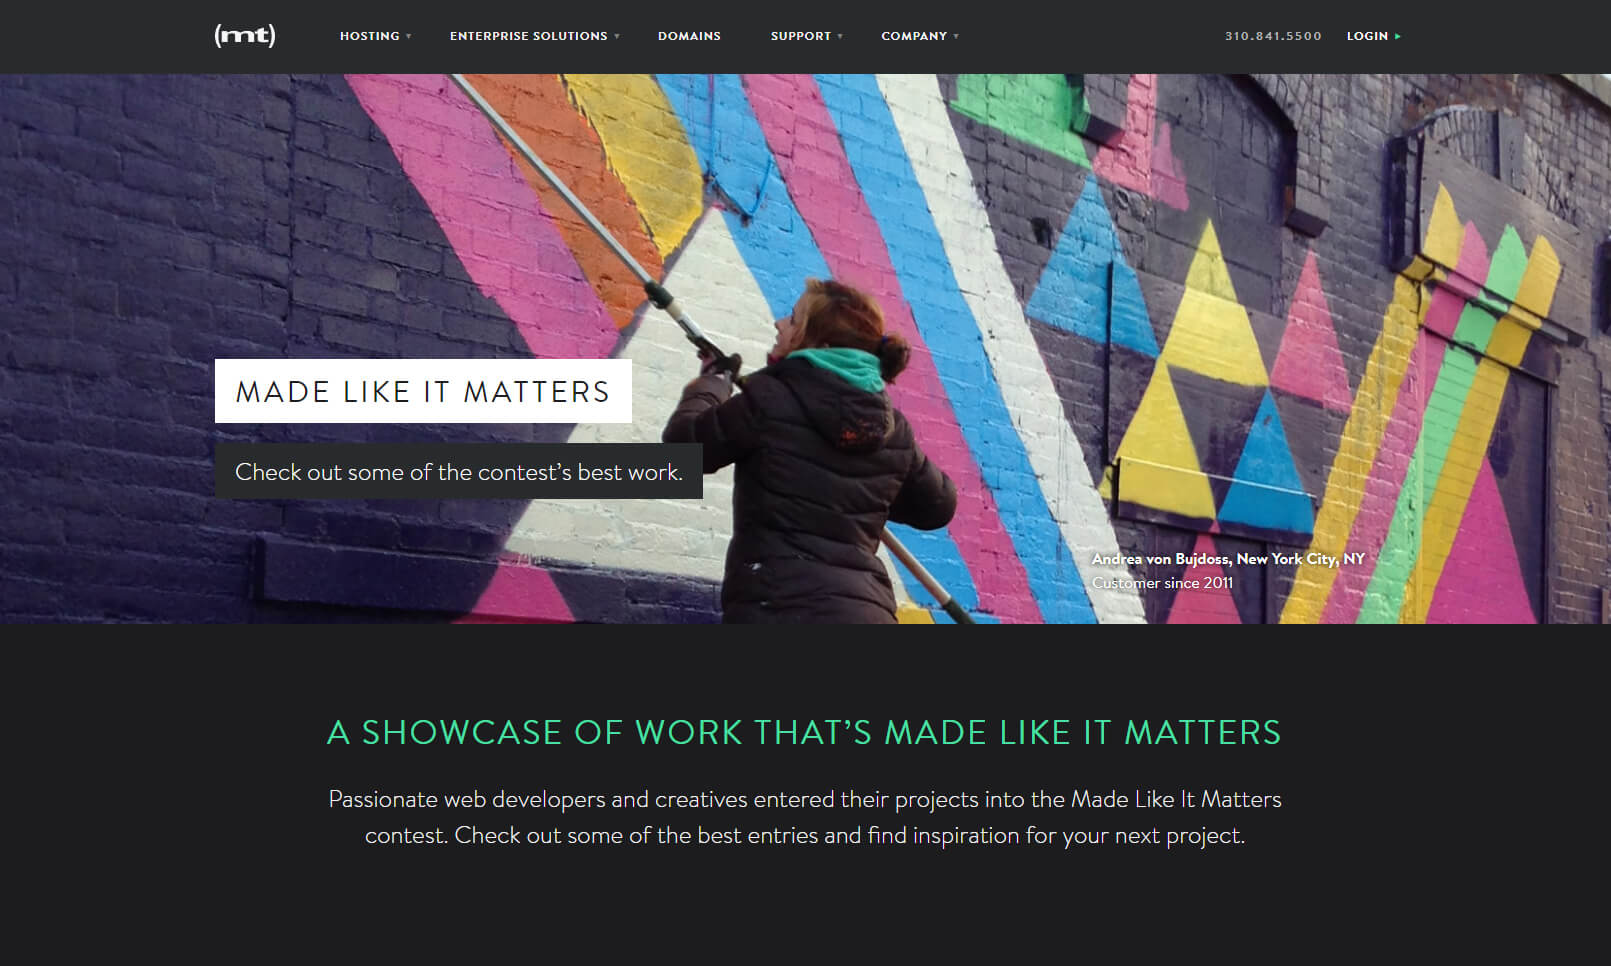 (mt)
HOSTING
ENTERPRISE SOLUTIONS
DOMAINS
SUPPORT
COMPANY
310.841.5500
LOGIN
MADE LIKE IT MATTERS
Check out some of the contest’s best work.
Andrea von Bujdoss, New York City, NY
Customer since 2011
A SHOWCASE OF WORK THAT’S MADE LIKE IT MATTERS
Passionate web developers and creatives entered their projects into the Made Like It Matters
contest. Check out some of the best entries and find inspiration for your next project.